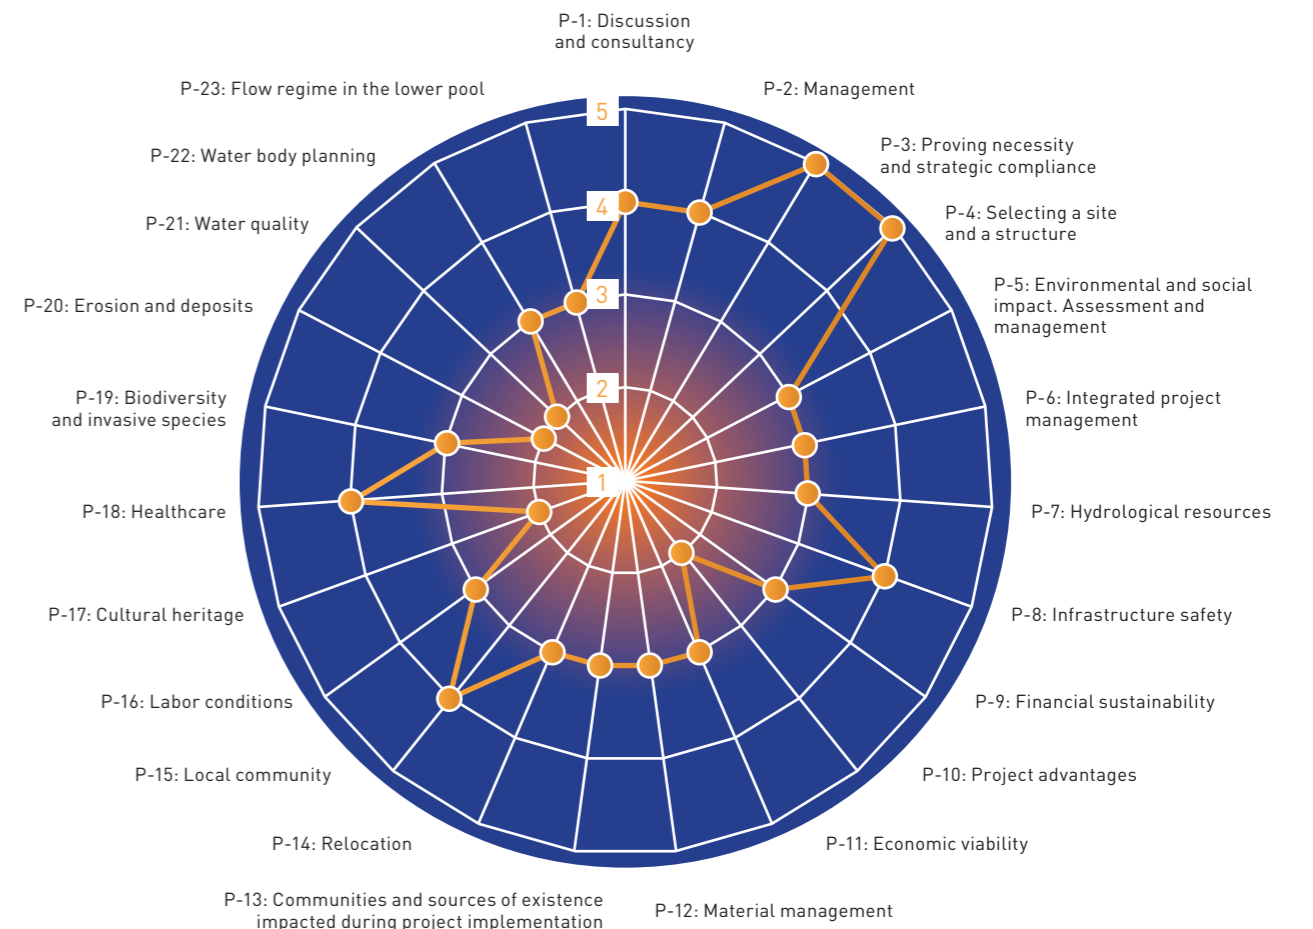 P-1: Discussion
and consultancy
P-2: Management
P-3: Proving necessity
and strategic compliance
P-4: Selecting a site
and a structure
P-5: Environmental and social
impact. Assessment and
management
P-6: Integrated project
management
P-7: Hydrological resources
P-8: Infrastructure safety
P-9: Financial sustainability
P-10: Project advantages
P-11: Economic viability
P-12: Material management
P-13: Communities and sources of existence
impacted during project implementation
P-14: Relocation
P-15: Local community
P-16: Labor conditions
P-17: Cultural heritage
P-18: Healthcare
P-19: Biodiversity
and invasive species
P-20: Erosion and deposits
P-21: Water quality
P-22: Water body planning
P-23: Flow regime in the lower pool
5
4
3
2
1